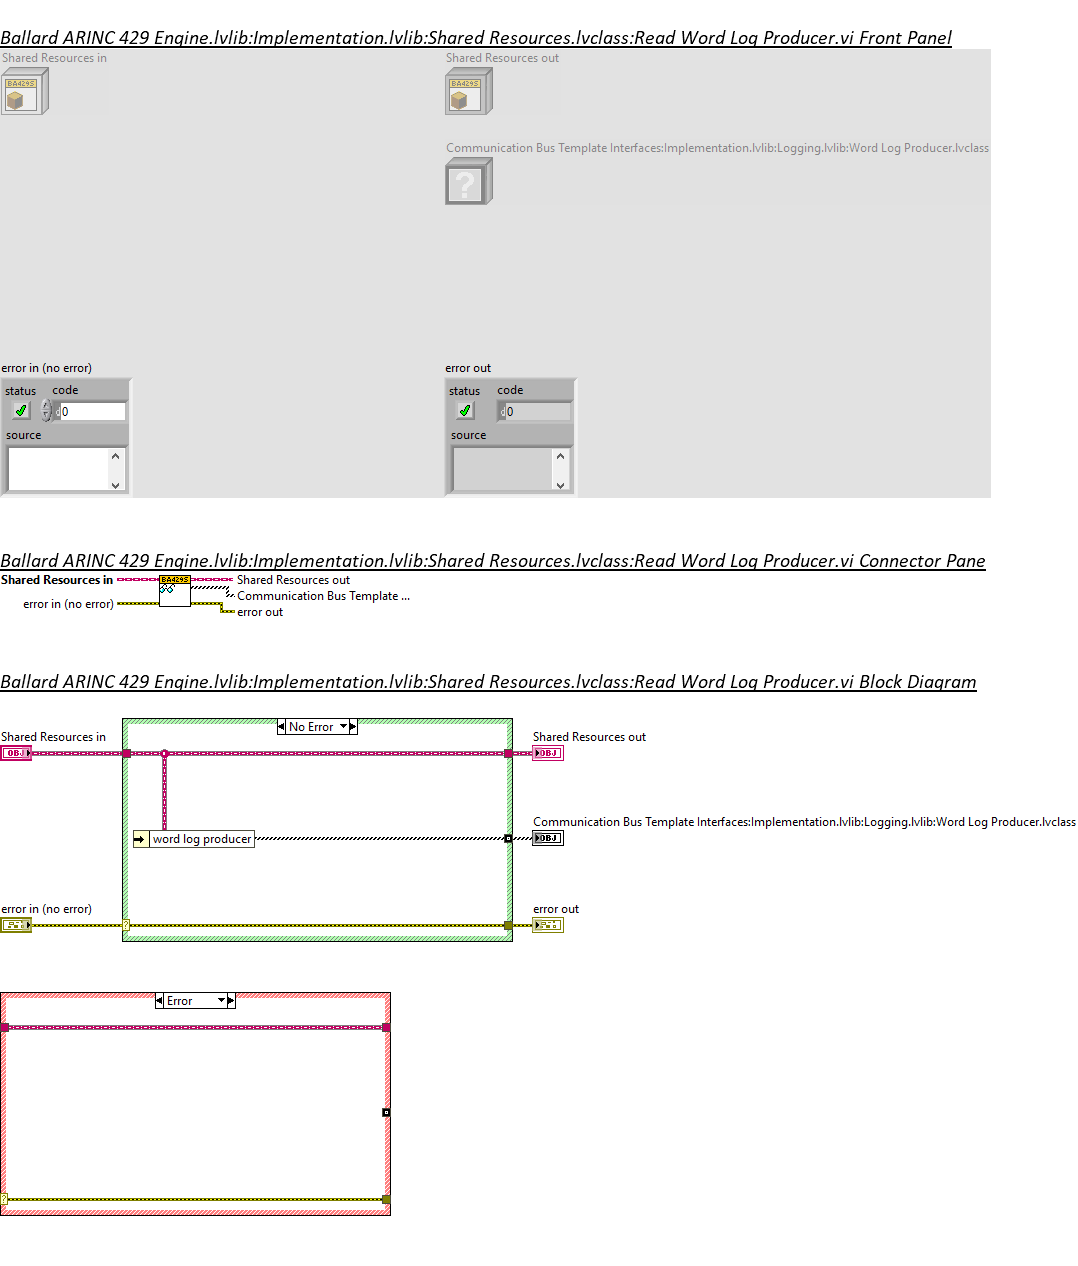 Ballard ARINC 429 Engine.lvlib:Implementation.lvlib:Shared Resources.lvclass:Read Word Log Producer.vi Front Panel
Shared Resources in
Shared Resources out
BA429S
BA429S
Communication Bus Template Interfaces:Implementation.lvlib:Logging.lvlib:Word Log Producer.lvclass
?
error in (no error)
error out
status code
status code
d 0
d 0
source
source
Ballard ARINC 429 Engine.lvlib:Implementation.lvlib:Shared Resources.lvclass:Read Word Log Producer.vi Connector Pane
Shared Resources in
BA429S
Shared Resources out
Communication Bus Template ...
error in (no error)
error out
Ballard ARINC 429 Engine.lvlib:Implementation.lvlib:Shared Resources.lvclass:Read Word Log Producer.vi Block Diagram
No Error
Shared Resources in
Shared Resources out
OBJ
OBJ
Communication Bus Template Interfaces:Implementation.lvlib:Logging.lvlib:Word Log Producer.lvclass
word log producer
OBJ
error in (no error)
error out
?
Error
?